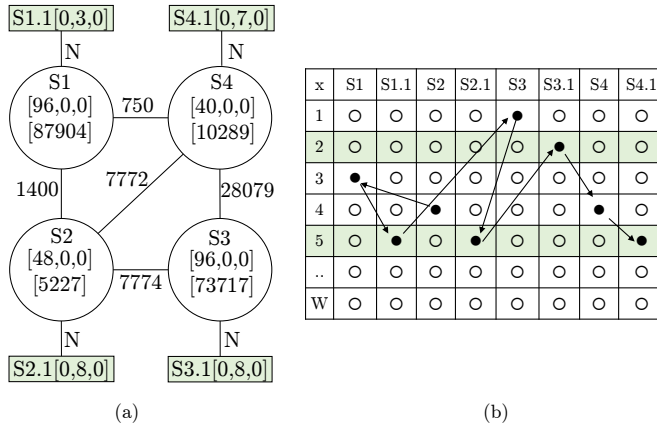 S1.1[0,3,0]
S4.1[0,7,0]
N
N
S1
[96,0,0]
[87904]
750
S4
[40,0,0]
[10289]
1400
7772
28079
S2
[48,0,0]
[5227]
7774
S3
[96,0,0]
[73717]
N
N
S2.1[0,8,0]
S3.1[0,8,0]
(a)
x S1 S1.1 S2 S2.1 S3 S3.1 S4 S4.1
1
2
3
4
5
..
W
(b)